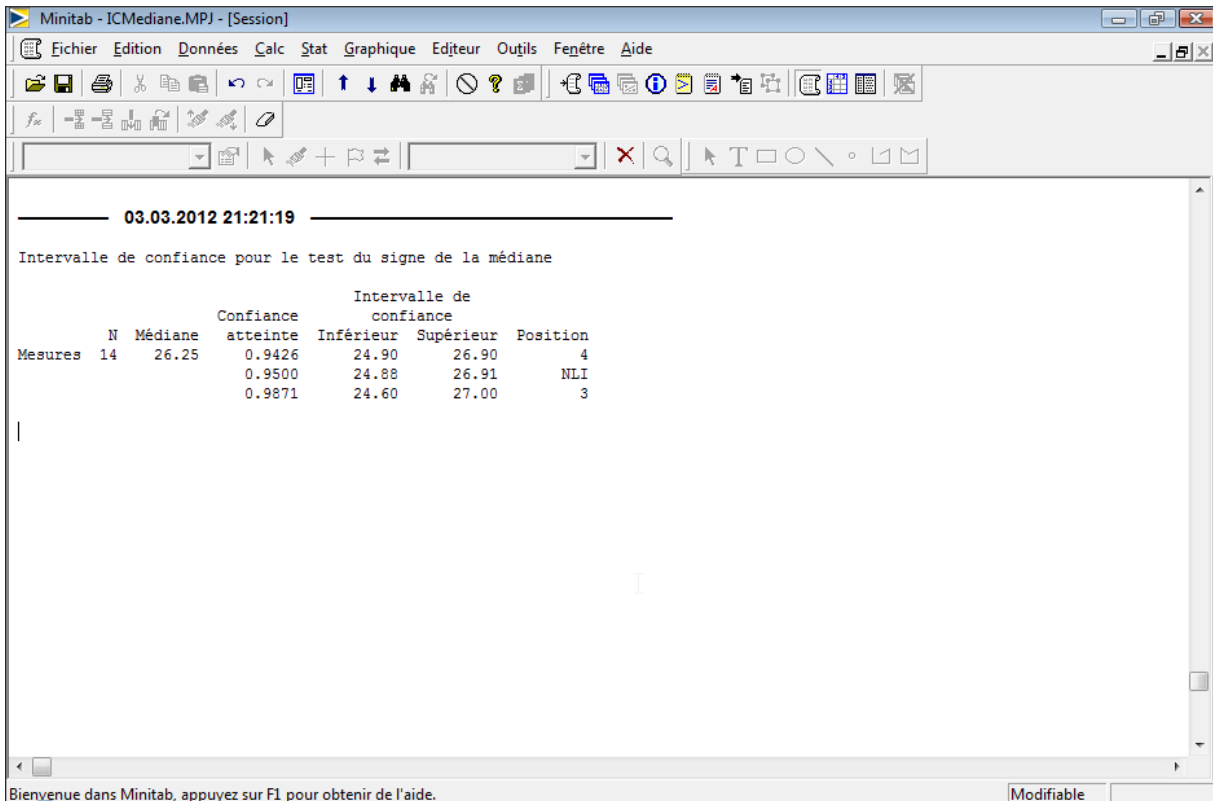 Minitab - ICMediane.MPJ - [Session]
Fichier Edition Données Calc Stat Graphique Editeur Outils Fenêtre Aide
03.03.2012 21:21:19
Intervalle de confiance pour le test du signe de la médiane
Intervalle de
Confiance confiance
N Médiane atteinte Inférieur Supérieur Position
Mesures 14 26.25 0.9426 24.90 26.90 4
0.9500 24.88 26.91 NLI
0.9871 24.60 27.00 3
Bienvenue dans Minitab, appuyez sur F1 pour obtenir de l'aide.
Modifiable